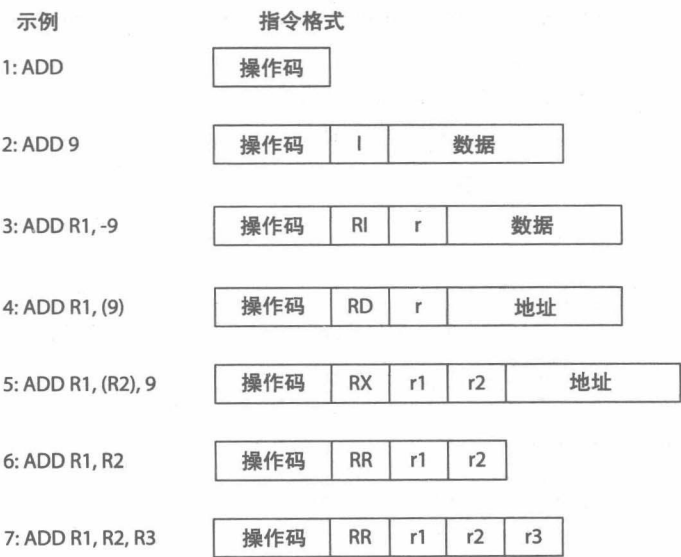 示例 指令格式
1: ADD 操作码
2: ADD 9 操作码 I 数据
3: ADD R1, -9 操作码 RI r 数据
4: ADD R1, (9) 操作码 RD r 地址
5: ADD R1, (R2), 9 操作码 RX r1 r2 地址
6: ADD R1, R2 操作码 RR r1 r2
7: ADD R1, R2, R3 操作码 RR r1 r2 r3